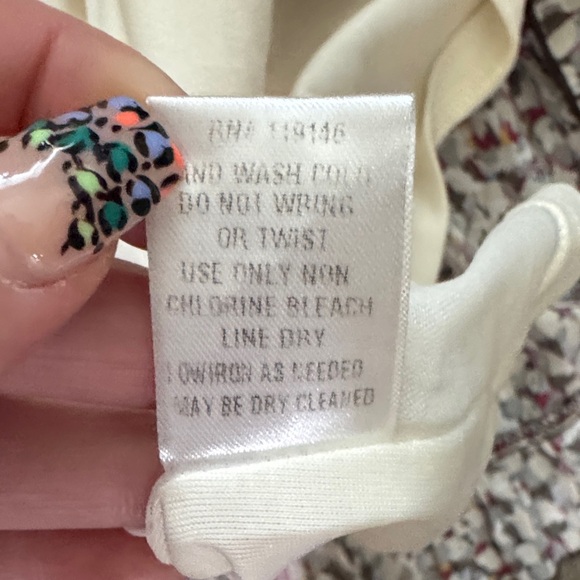 RN# 119146
AND WASH COLD
DO NOT WRING
OR TWIST
USE ONLY NON
CHLORINE BLEACH
LINE DRY
LOW IRON AS NEEDED
MAY BE DRY CLEANED